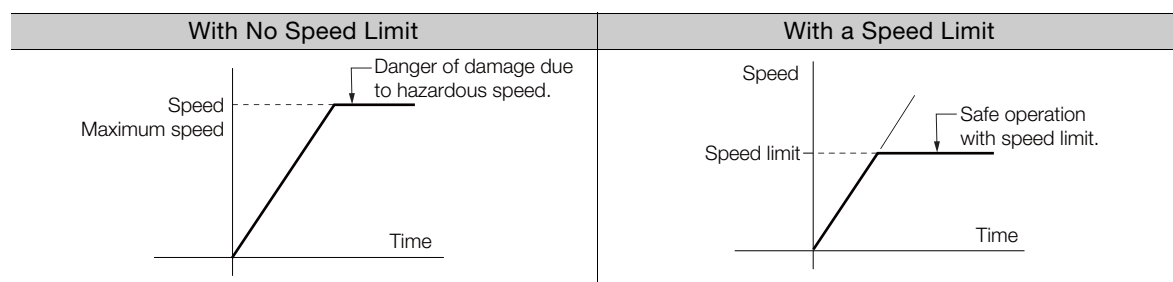 With No Speed Limit
With a Speed Limit
Danger of damage due
to hazardous speed.
Speed
Maximum speed
Time
Speed
Safe operation
with speed limit.
Speed limit
Time